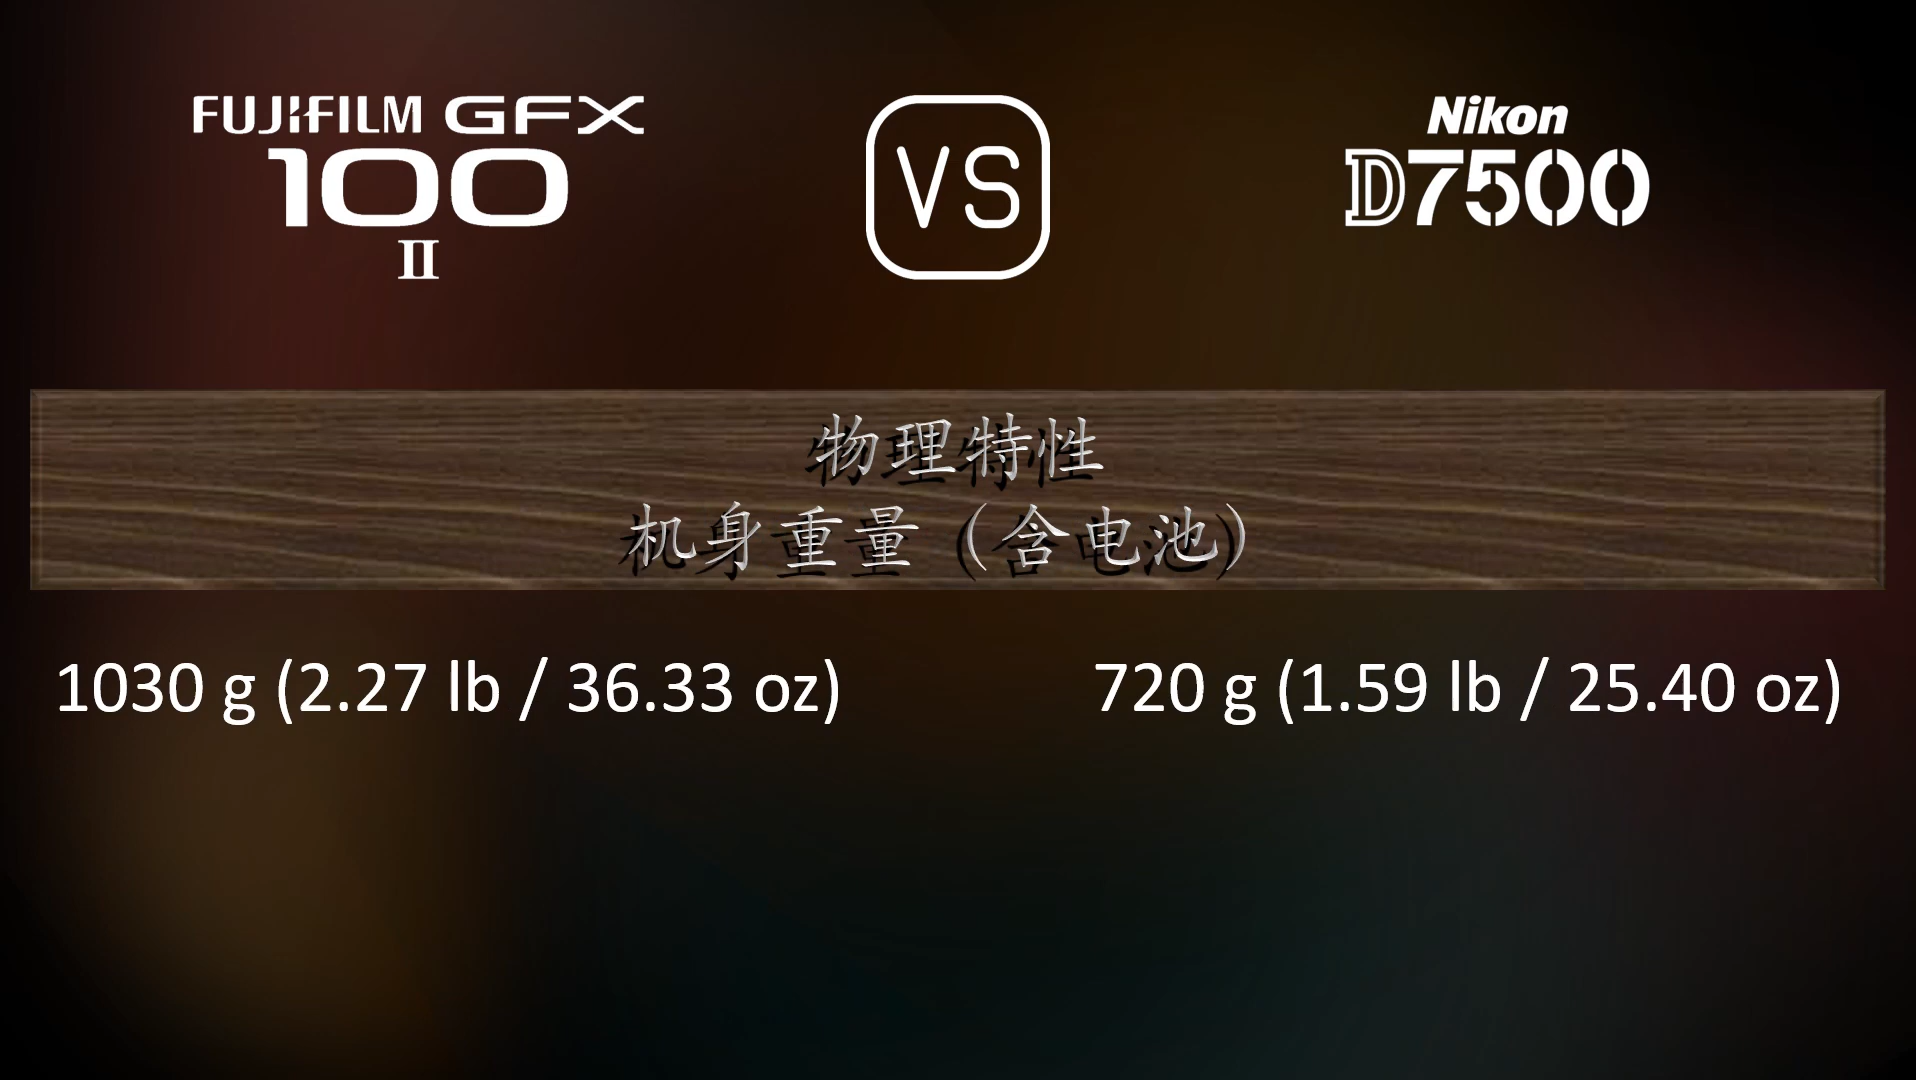 FUJIFILM GFX
100
II
VS
Nikon
D7500
物理特性
机身重量（含电池）
1030 g (2.27 lb / 36.33 oz)
720 g (1.59 lb / 25.40 oz)